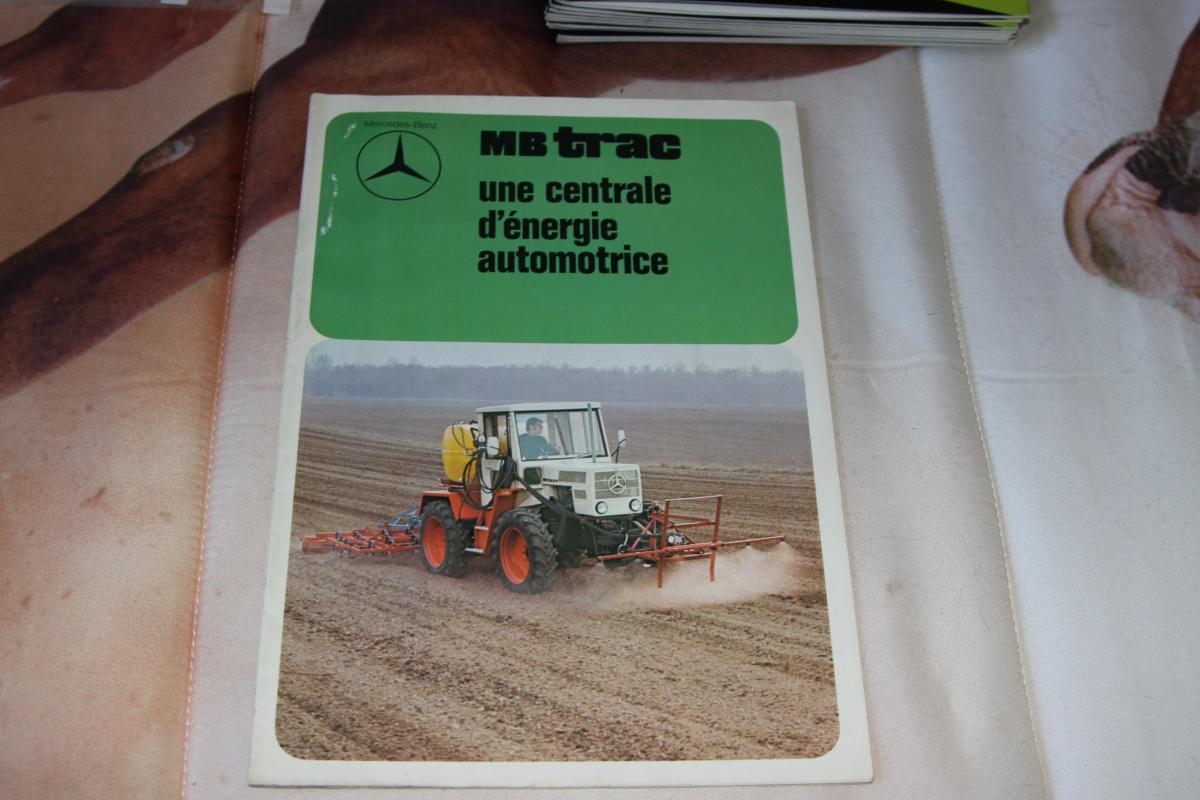 Mercedes-Benz
MB trac
une centrale
d'énergie
automotrice